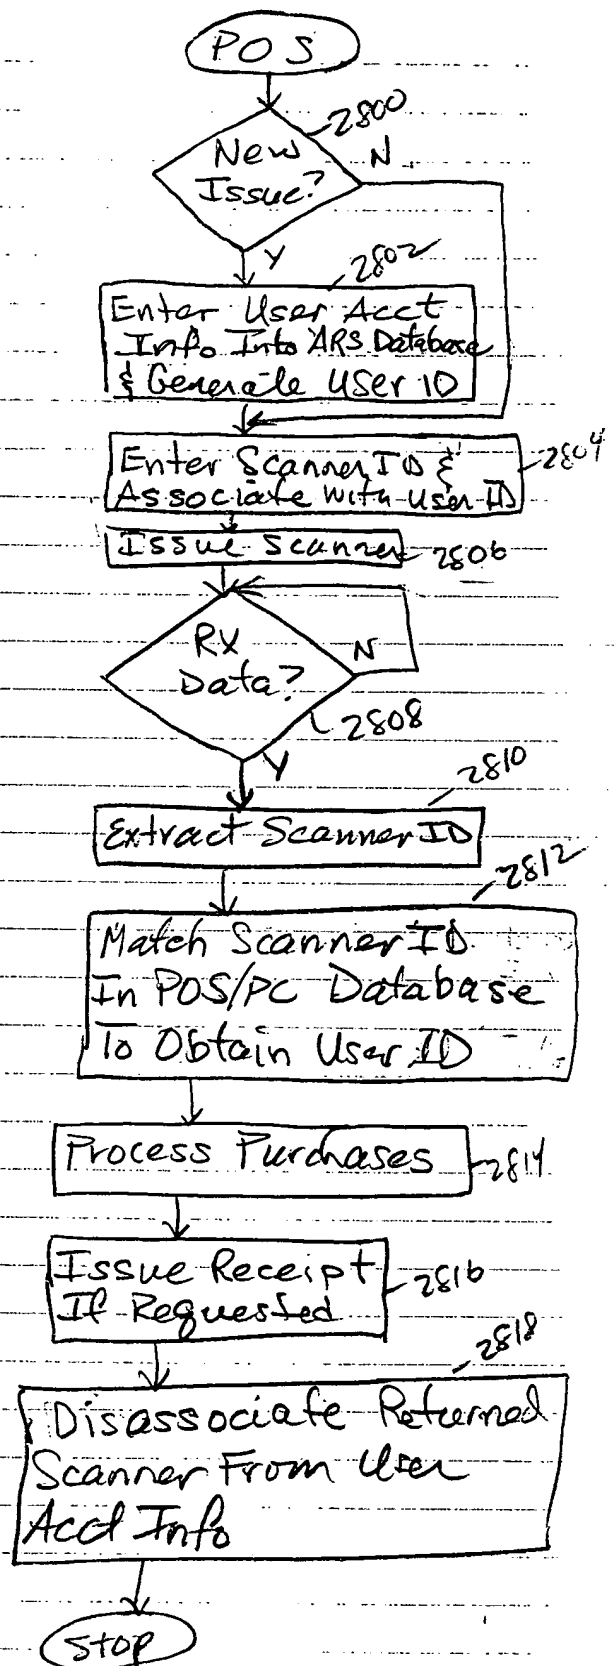 POS
2800
New
Issue?
N
Y
2802
Enter User Acct
Info Into ARS Database
& Generate User ID
Enter Scanner ID &
Associate with User ID
2804
Issue Scanner
2806
RX
Data?
N
2808
Y
2810
Extract Scanner ID
2812
Match Scanner ID
In POS/PC Database
To Obtain User ID
Process Purchases
2814
Issue Receipt
If Requested
2816
2818
Disassociate Returned
Scanner From User
Acct Info
Stop